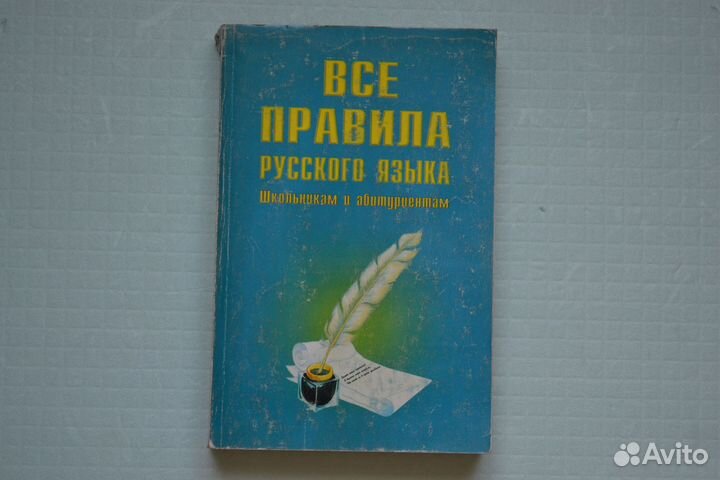 ВСЕ
ПРАВИЛА
РУССКОГО ЯЗЫКА
Школьникам и абитуриентам
Avito